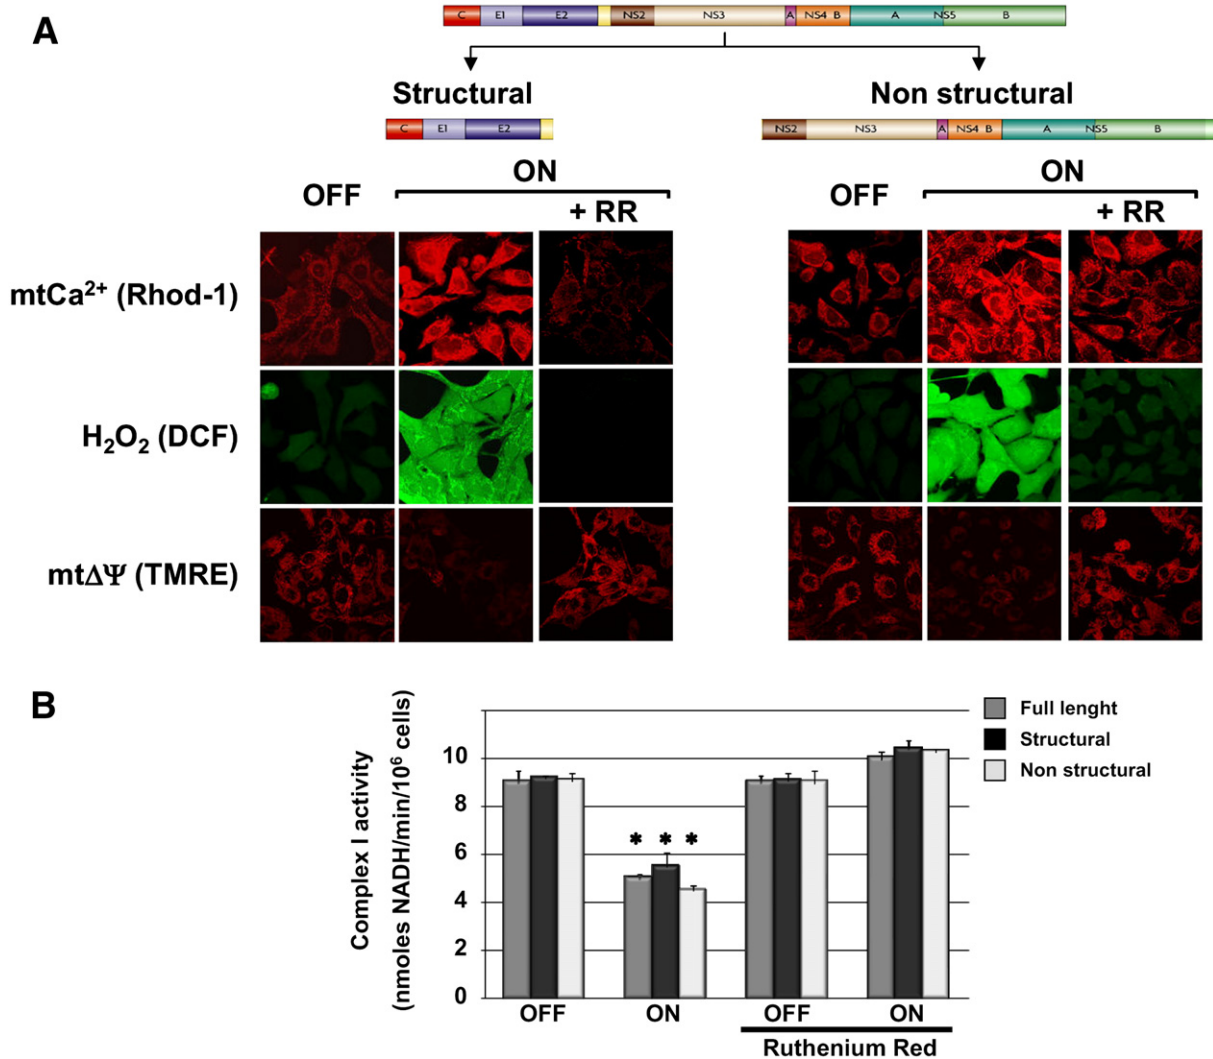 A
C E1 E2 NS2 NS3 A NS4 B A NS5 B
Structural
Non structural
C E1 E2
NS2 NS3 A NS4 B A NS5 B
OFF
ON
+ RR
OFF
ON
+ RR
mtCa²⁺ (Rhod-1)
H₂O₂ (DCF)
mtΔΨ (TMRE)
B
Complex I activity
(nmoles NADH/min/10⁶ cells)
10
8
6
4
2
0
* * *
OFF
ON
OFF
ON
Ruthenium Red
Full lenght
Structural
Non structural